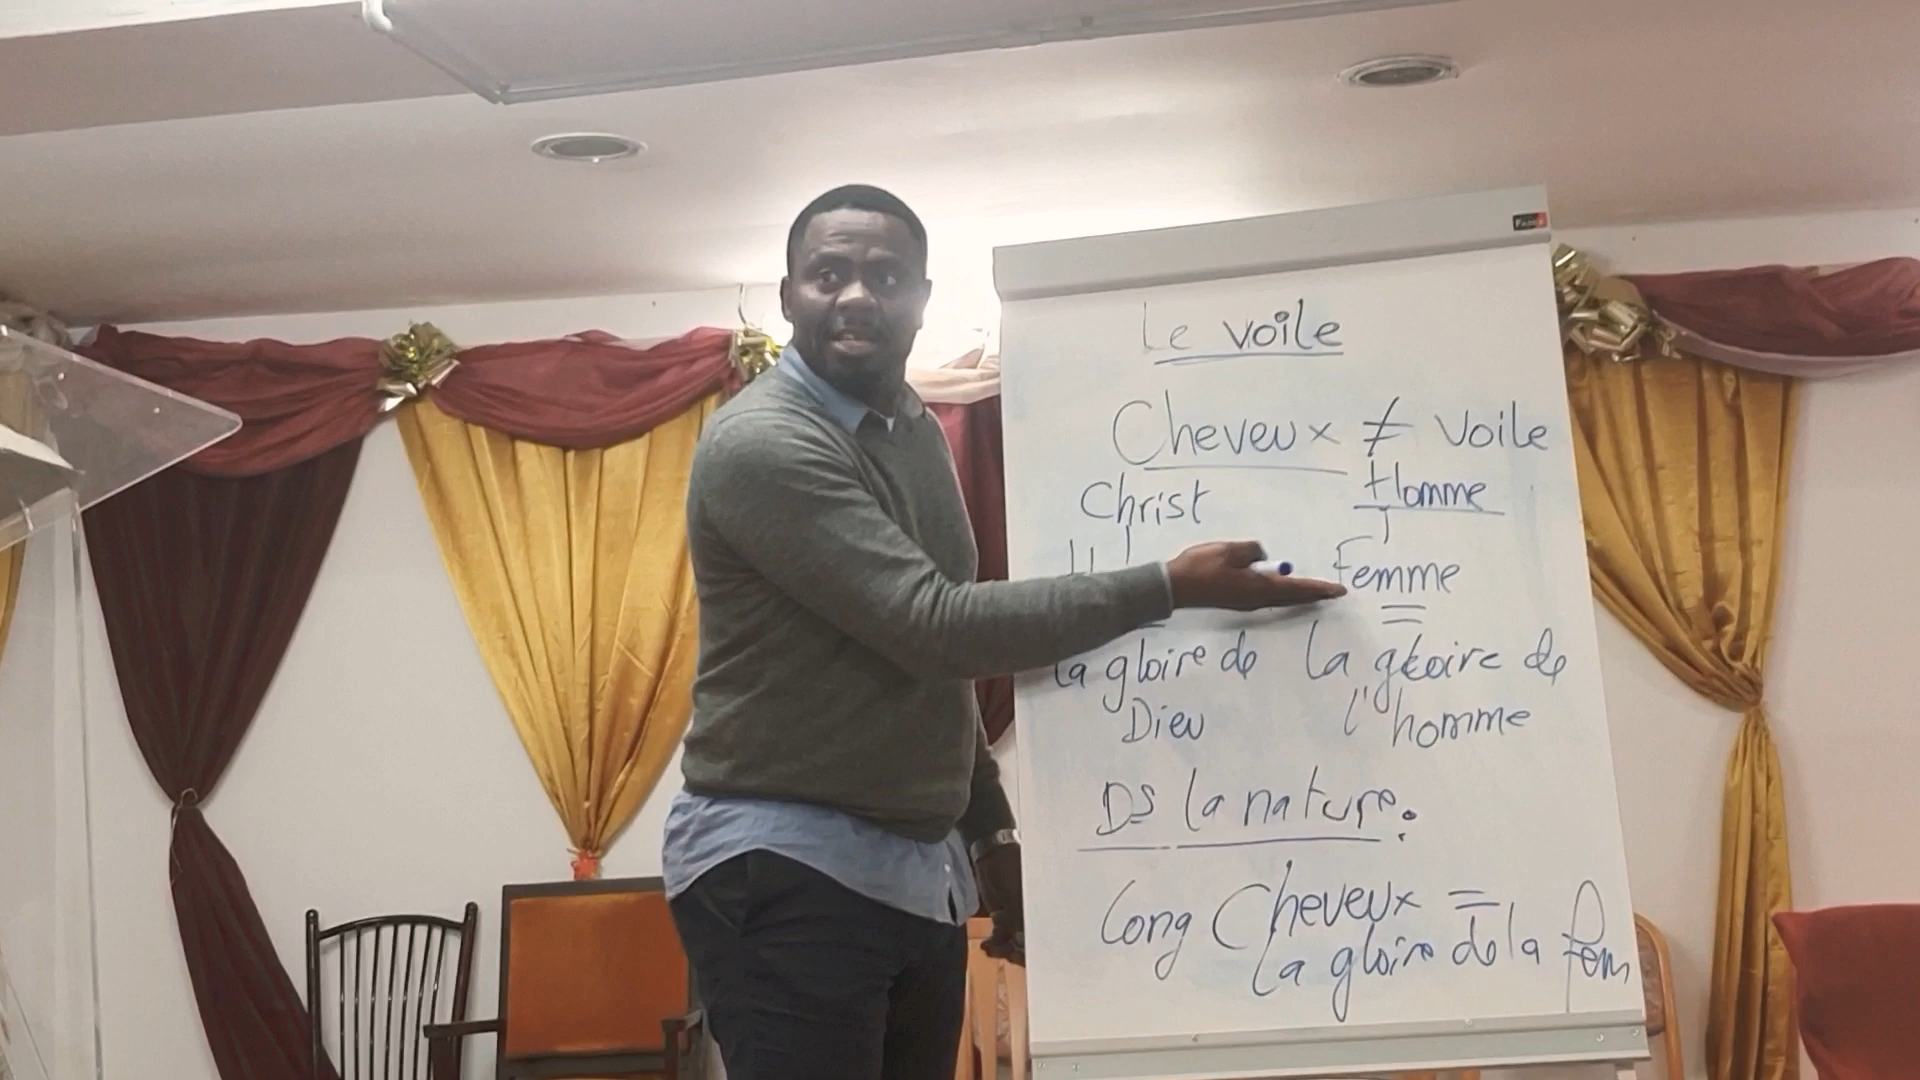 Le voile
Cheveux ≠ Voile
Christ Homme
Femme
= =
la gloire de la gloire de
Dieu l'homme
Ds la nature:
Long Cheveux =
la gloire de la fem